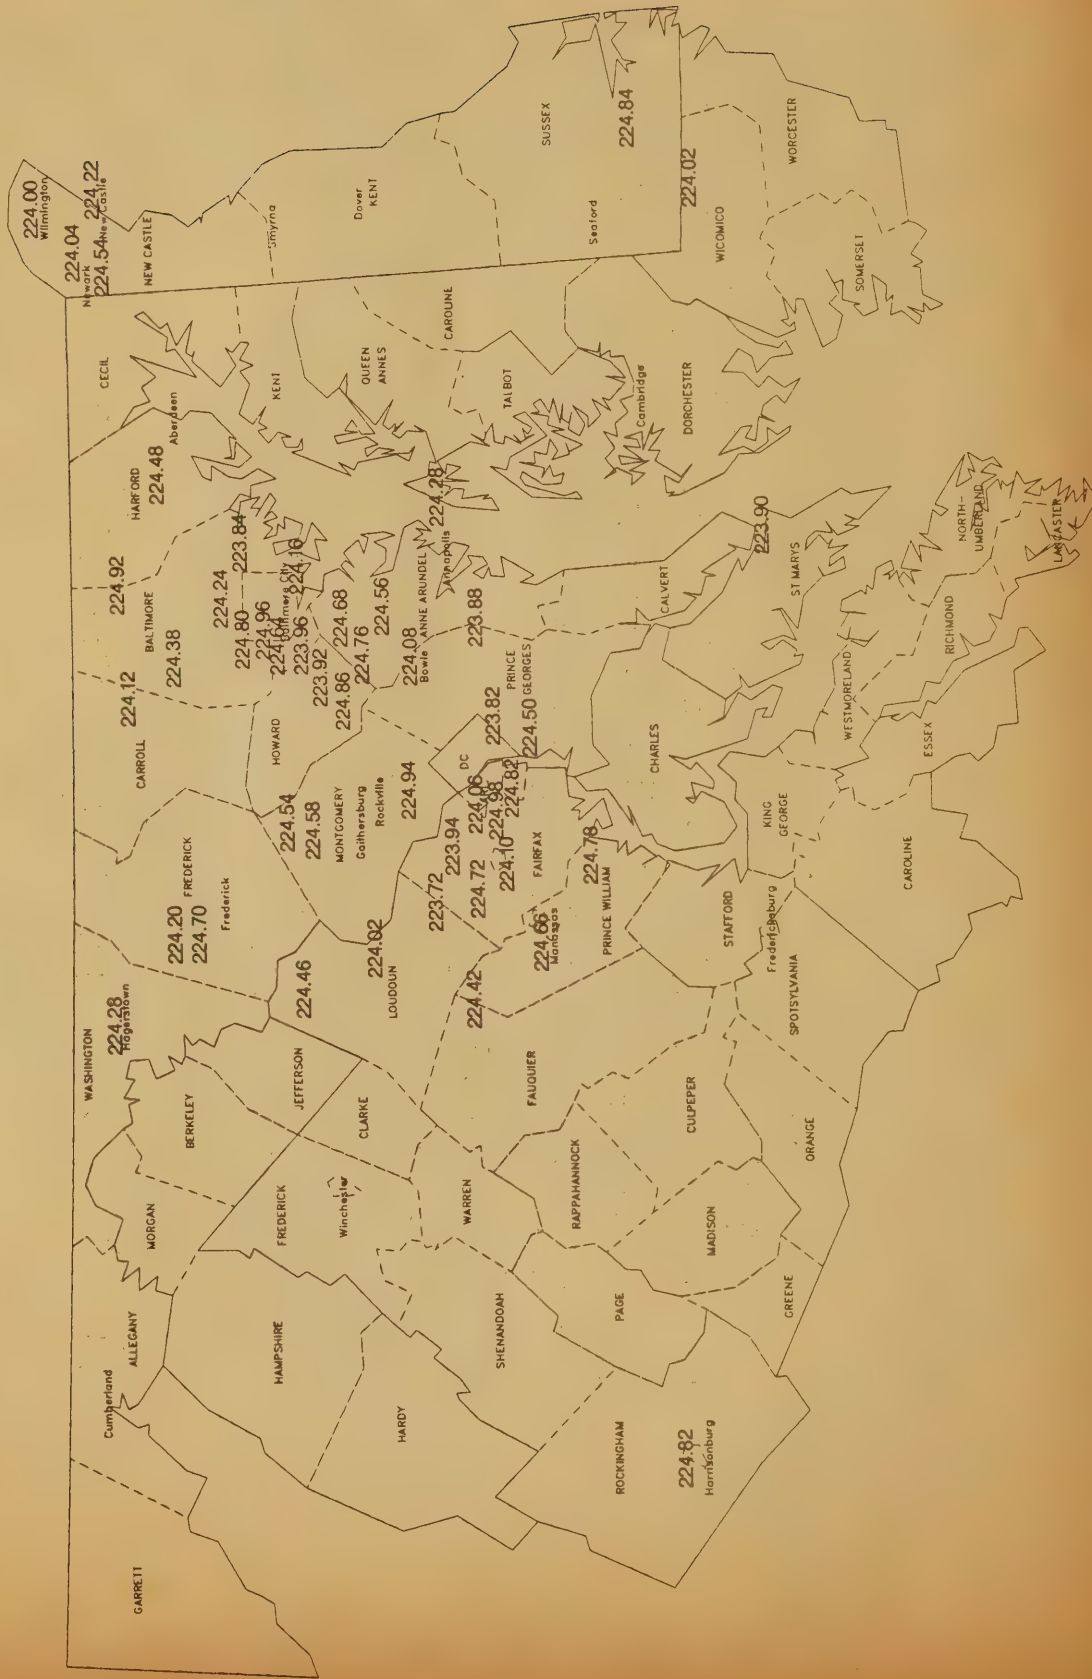 GARRETT
Cumberland
ALLEGANY
WASHINGTON
224.28
Hagerstown
MORGAN
BERKELEY
JEFFERSON
224.46
HAMPSHIRE
FREDERICK
Winchester
CLARKE
HARDY
SHENANDOAH
WARREN
PAGE
RAPPAHANNOCK
FAUQUIER
ROCKINGHAM
224.82
Harrisonburg
GREENE
MADISON
CULPEPER
ORANGE
224.20
224.70
FREDERICK
Frederick
CARROLL
224.12
BALTIMORE
224.92
224.38
HARFORD
224.48
Aberdeen
CECIL
224.24
223.84
224.80
224.96
224.64
Baltimore City
224.16
223.96
223.92
224.68
224.86
224.76
224.56
HOWARD
224.54
224.58
MONTGOMERY
Gaithersburg
Rockville
224.94
224.08
Bowie
ANNE ARUNDEL
Annapolis
224.28
223.88
PRINCE
GEORGES
DC
223.82
224.50
LOUDOUN
224.02
224.42
223.72
223.94
224.72
224.06
224.98
224.10
224.82
FAIRFAX
224.66
Manassas
PRINCE WILLIAM
224.78
STAFFORD
Fredericksburg
SPOTSYLVANIA
CAROLINE
KING
GEORGE
CHARLES
CALVERT
ST MARYS
223.90
WESTMORELAND
ESSEX
RICHMOND
NORTH-
UMBERLAND
LANCASTER
KENT
QUEEN
ANNES
CAROLINE
TALBOT
Cambridge
DORCHESTER
224.00
Wilmington
224.04
Newark
224.22
New Castle
224.54
NEW CASTLE
Smyrna
Dover
KENT
SUSSEX
Seaford
224.84
224.02
WICOMICO
WORCESTER
SOMERSET